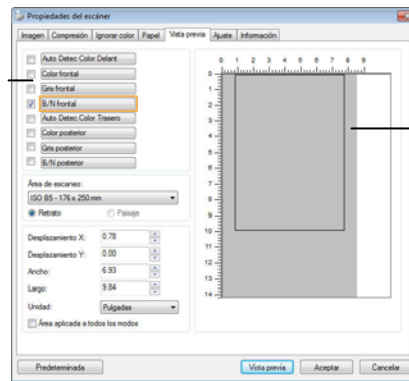 Propiedades del escáner
Imagen Compresión Ignorar color Papel Vista previa Ajuste Información
Auto Detec Color Delant
Color frontal
Gris frontal
B/N frontal
Auto Detec Color Trasero
Color posterior
Gris posterior
B/N posterior
Área de escaneo:
ISO B5 - 176 x 250 mm
Retrato Paisaje
Desplazamiento X: 0.78
Desplazamiento Y: 0.00
Ancho: 6.93
Largo: 9.84
Unidad: Pulgadas
Área aplicada a todos los modos
0 1 2 3 4 5 6 7 8 9
0
1
2
3
4
5
6
7
8
9
10
11
12
13
14
Predeterminada Vista previa Aceptar Cancelar